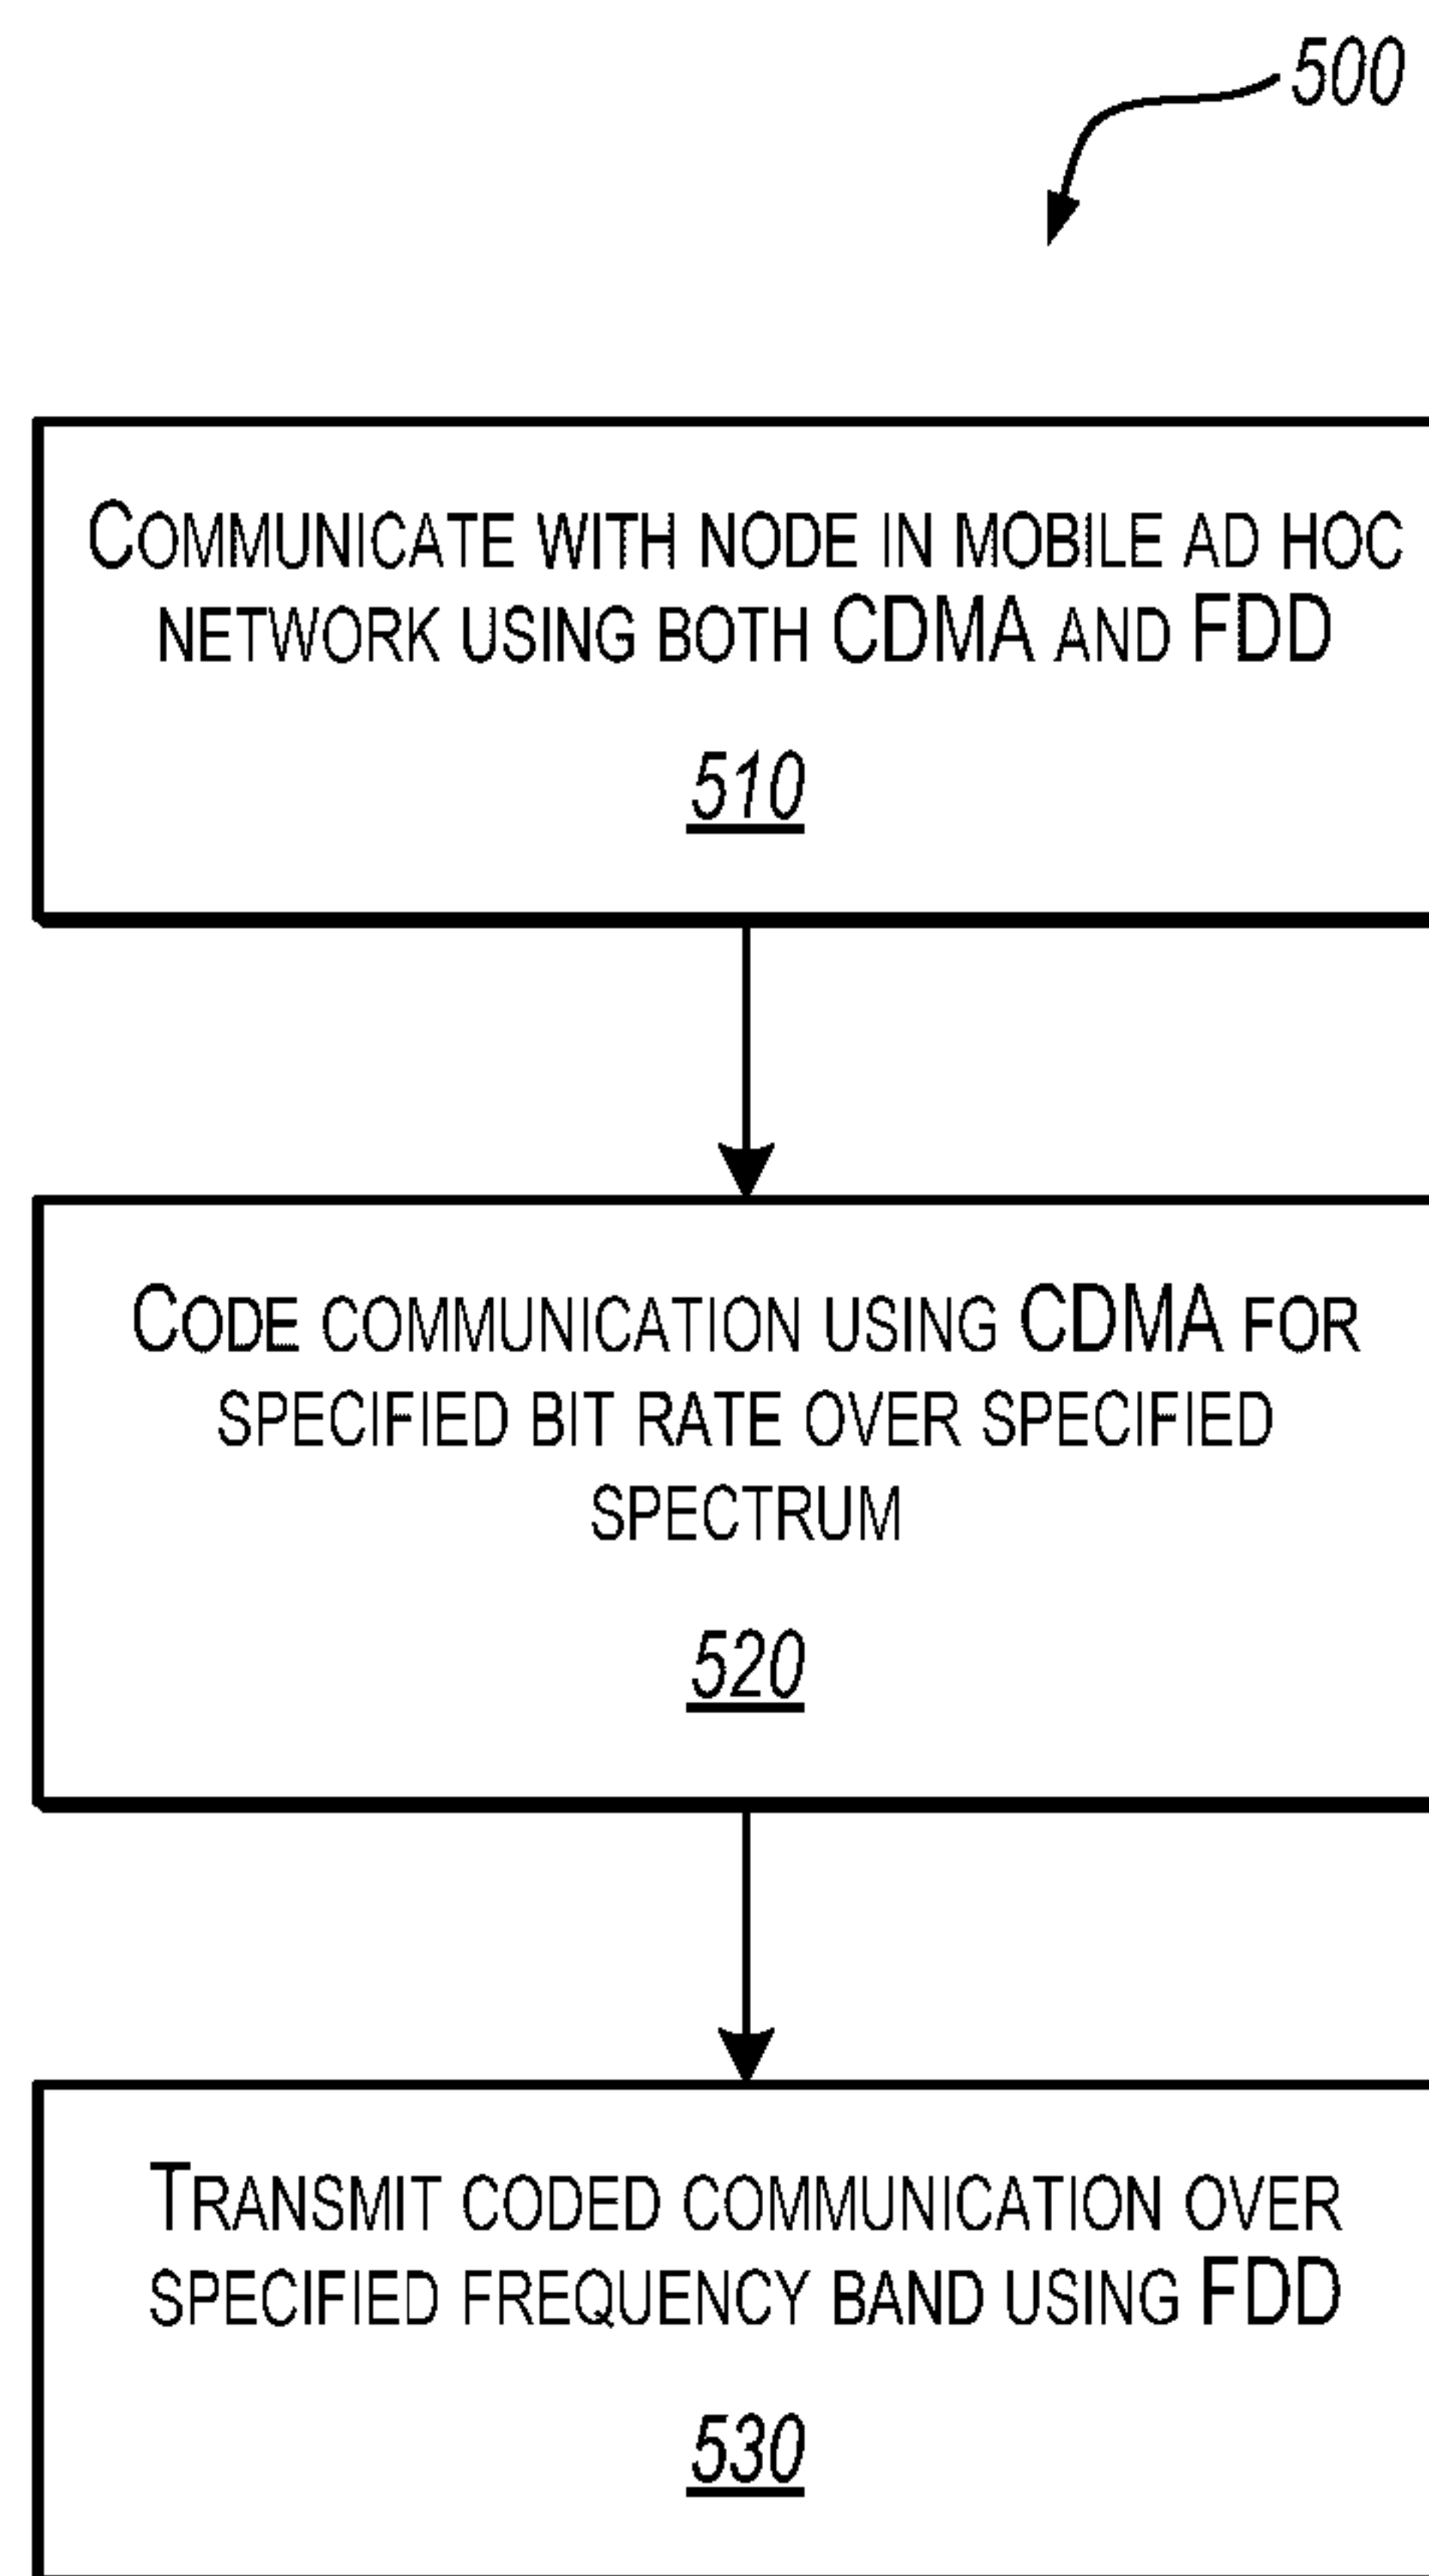 500
COMMUNICATE WITH NODE IN MOBILE AD HOC
NETWORK USING BOTH CDMA AND FDD
510
CODE COMMUNICATION USING CDMA FOR
SPECIFIED BIT RATE OVER SPECIFIED
SPECTRUM
520
TRANSMIT CODED COMMUNICATION OVER
SPECIFIED FREQUENCY BAND USING FDD
530